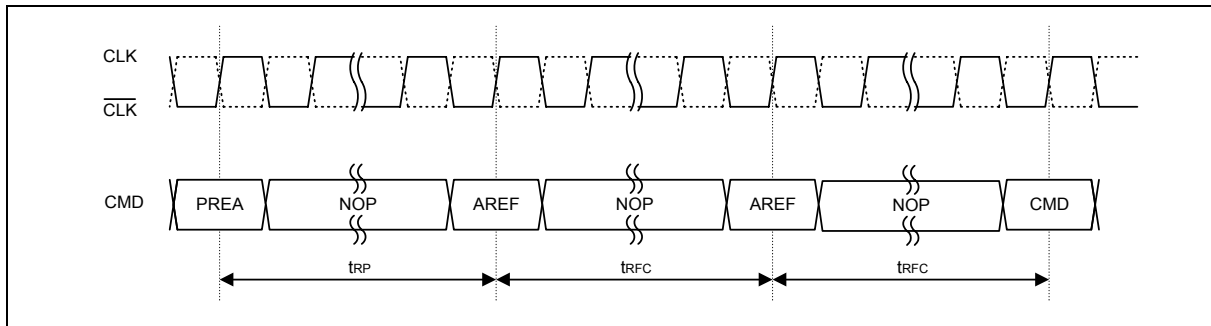 CLK
CLK
CMD
PREA NOP AREF NOP AREF NOP CMD
tRP tRFC tRFC